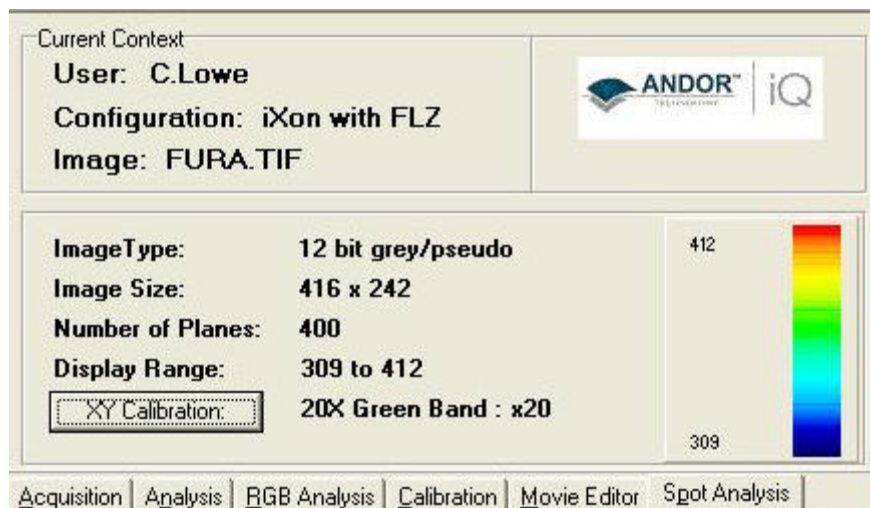 Current Context
User: C.Lowe
Configuration: iXon with FLZ
Image: FURA.TIF
ANDOR™
TECHNOLOGY
iQ
ImageType: 12 bit grey/pseudo
Image Size: 416 x 242
Number of Planes: 400
Display Range: 309 to 412
XY Calibration: 20X Green Band : x20
412
309
Acquisition Analysis RGB Analysis Calibration Movie Editor Spot Analysis